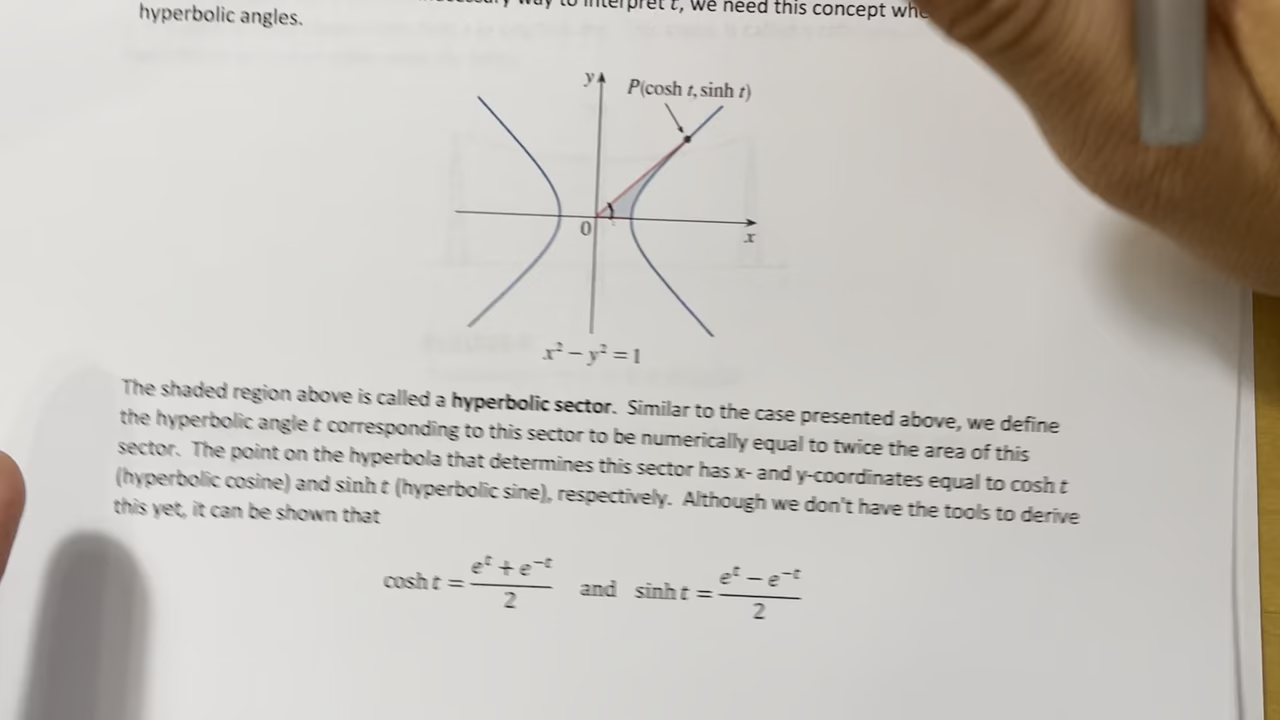 way to interpret t, we need this concept
hyperbolic angles.
y
P(cosh t, sinh t)
0
x
x² − y² = 1
The shaded region above is called a hyperbolic sector. Similar to the case presented above, we define
the hyperbolic angle t corresponding to this sector to be numerically equal to twice the area of this
sector. The point on the hyperbola that determines this sector has x- and y-coordinates equal to cosh t
(hyperbolic cosine) and sinh t (hyperbolic sine), respectively. Although we don't have the tools to derive
this yet, it can be shown that
cosh t = (e^t + e^−t)/2 and sinh t = (e^t − e^−t)/2